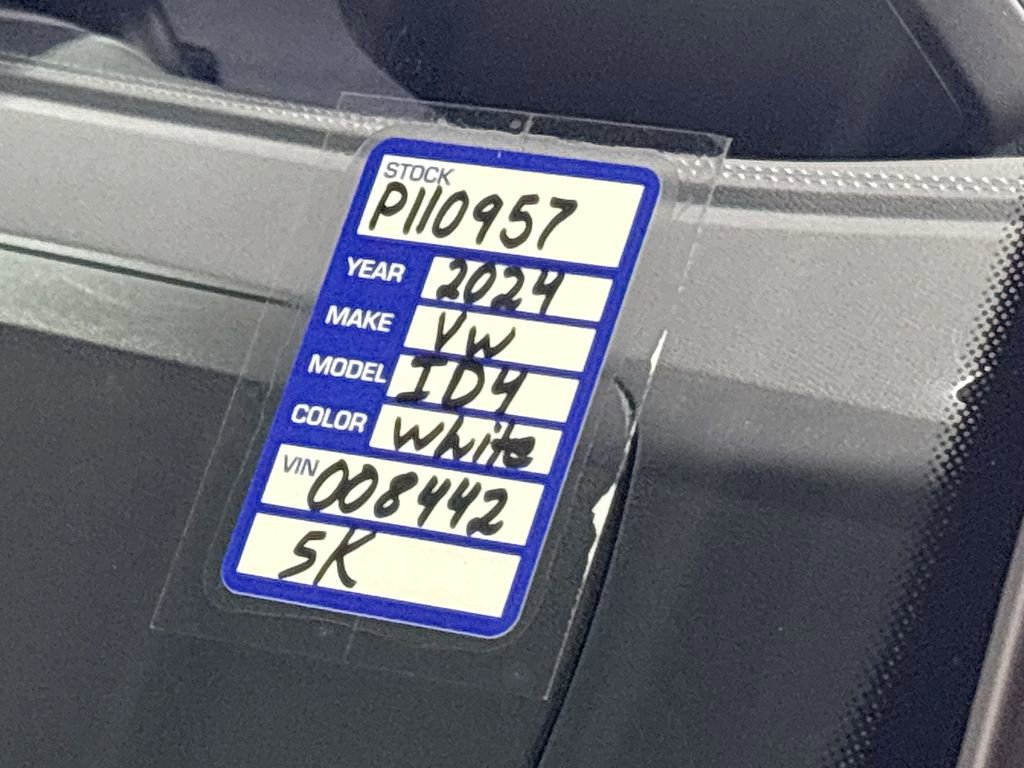 STOCK
P110957
YEAR 2024
MAKE VW
MODEL ID4
COLOR White
VIN 008442
5K